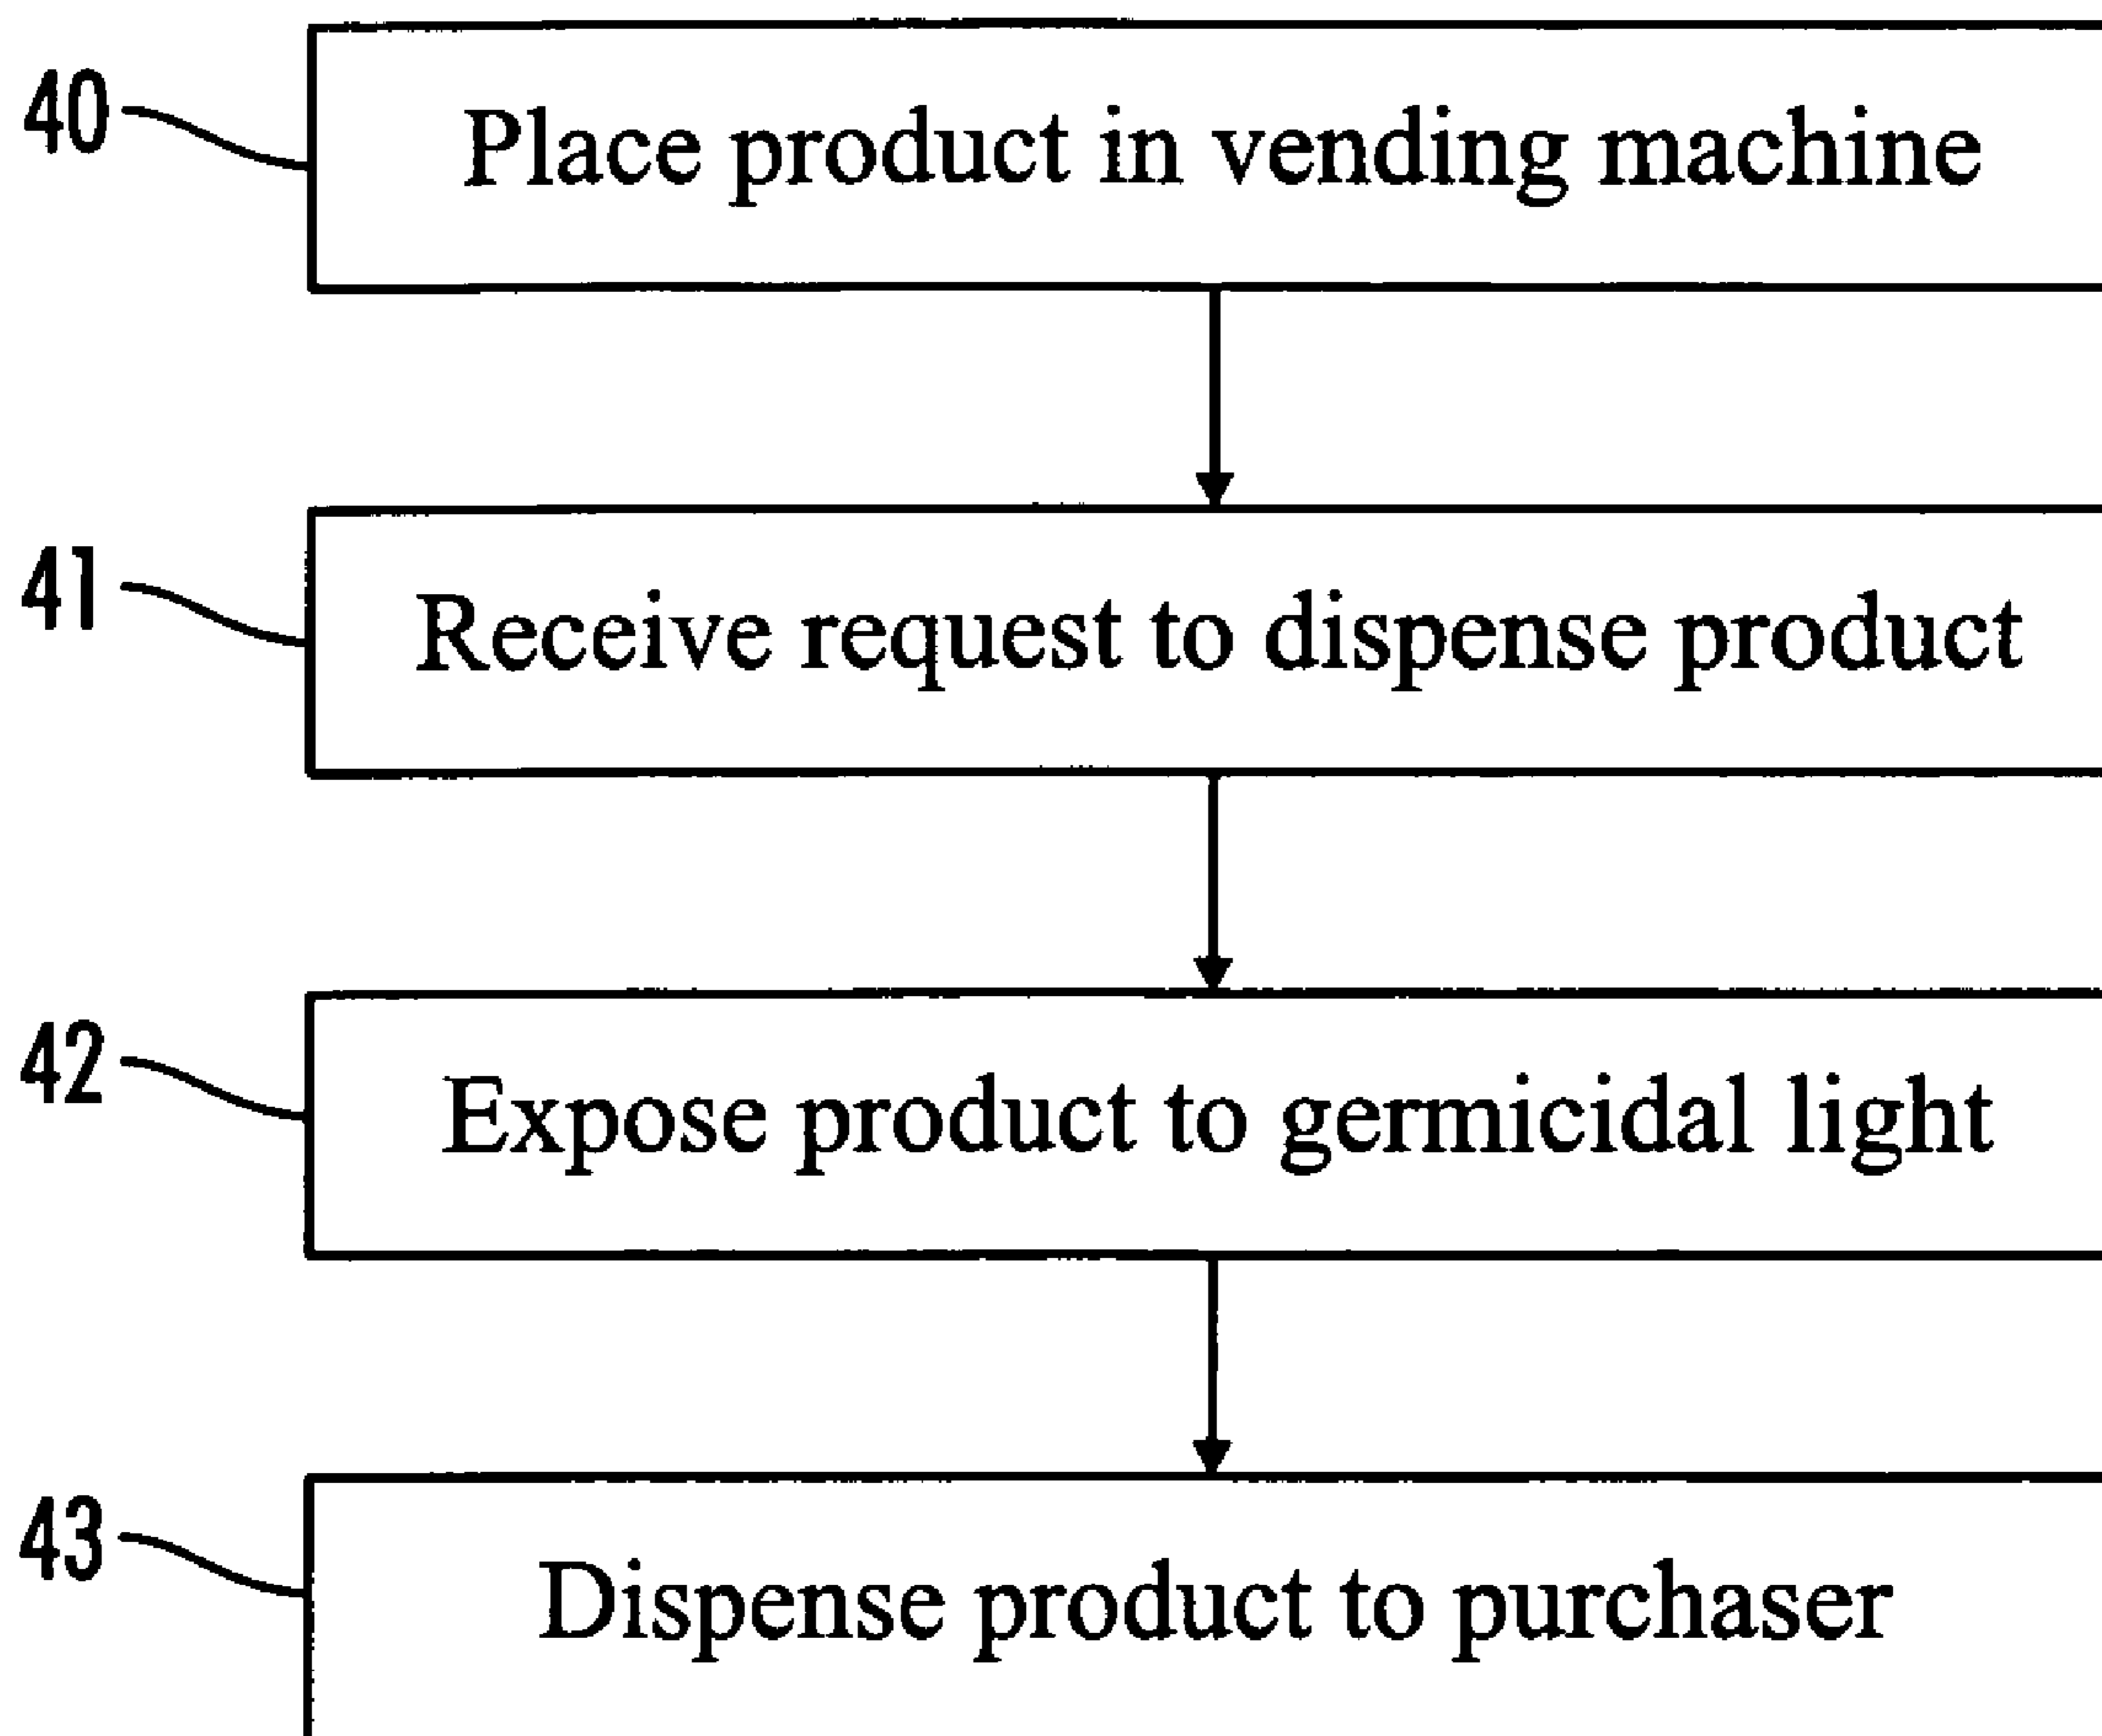 40 Place product in vending machine
41 Receive request to dispense product
42 Expose product to germicidal light
43 Dispense product to purchaser